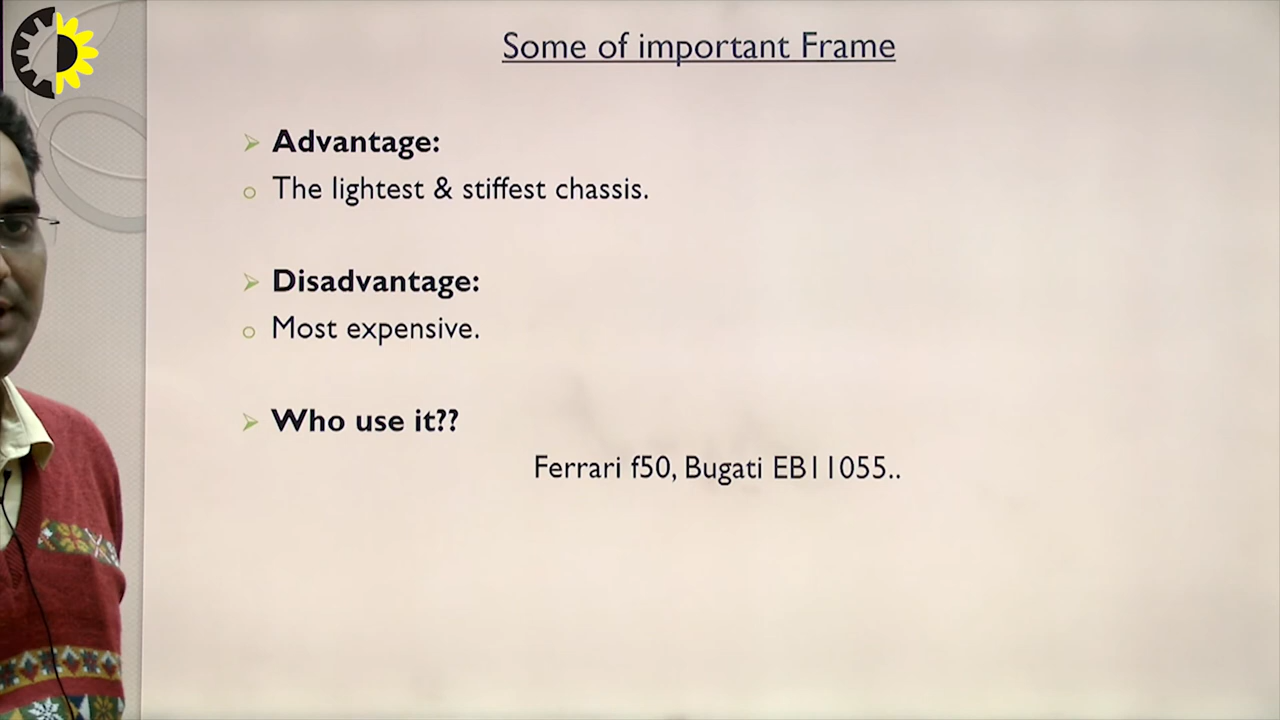 Some of important Frame
Advantage:
The lightest & stiffest chassis.
Disadvantage:
Most expensive.
Who use it??
Ferrari f50, Bugati EB11055..